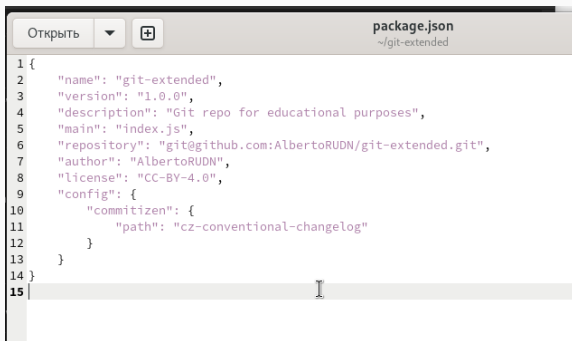 Открыть
package.json
~/git-extended
1 {
2     "name": "git-extended",
3     "version": "1.0.0",
4     "description": "Git repo for educational purposes",
5     "main": "index.js",
6     "repository": "git@github.com:AlbertoRUDN/git-extended.git",
7     "author": "AlbertoRUDN",
8     "license": "CC-BY-4.0",
9     "config": {
10         "commitizen": {
11             "path": "cz-conventional-changelog"
12         }
13     }
14 }
15